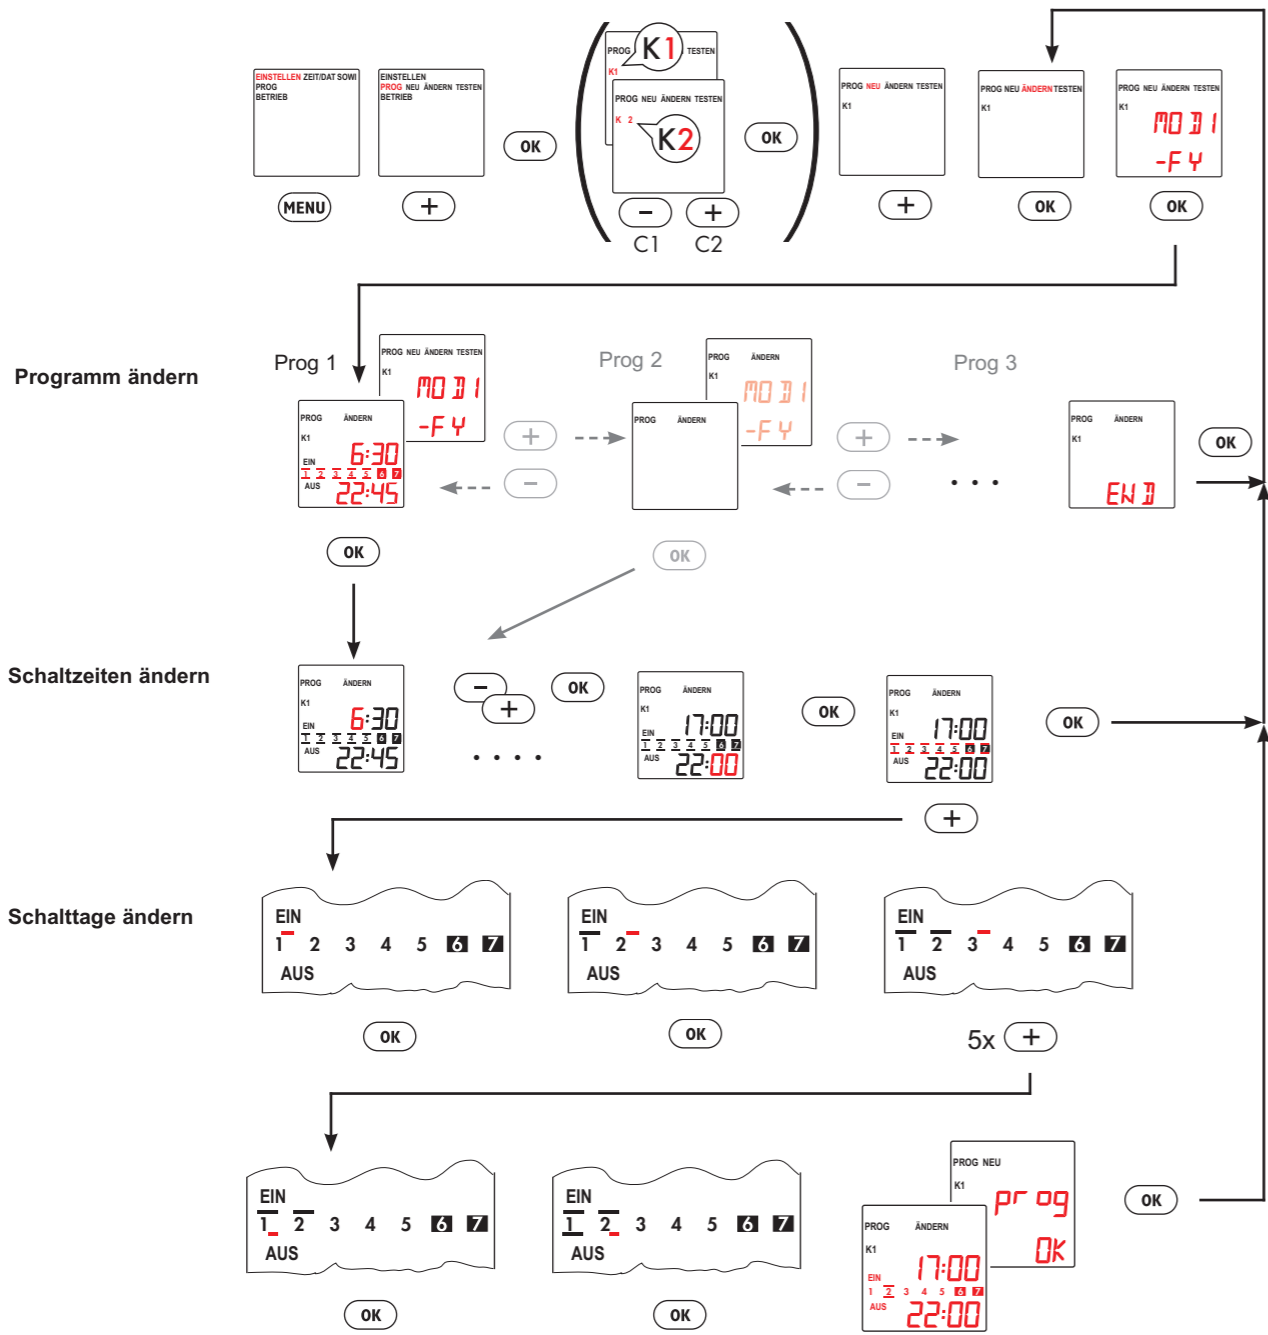 EINSTELLEN ZEIT/DAT SOWI
PROG
BETRIEB
MENU
EINSTELLEN
PROG NEU ÄNDERN TESTEN
BETRIEB
+
OK
PROG TESTEN
K1
K1
PROG NEU ÄNDERN TESTEN
K 2
K2
-
+
C1
C2
OK
PROG NEU ÄNDERN TESTEN
K1
+
PROG NEU ÄNDERN TESTEN
K1
OK
PROG NEU ÄNDERN TESTEN
K1
MODI
-FY
OK
Programm ändern
Prog 1
PROG NEU ÄNDERN TESTEN
K1
MODI
-FY
PROG ÄNDERN
K1
EIN 6:30
1 2 3 4 5 6 7
AUS 22:45
OK
+
-
Prog 2
PROG ÄNDERN
K1
MODI
-FY
PROG ÄNDERN
OK
+
-
Prog 3
. . .
PROG ÄNDERN
K1
END
OK
Schaltzeiten ändern
PROG ÄNDERN
K1
EIN 6:30
1 2 3 4 5 6 7
AUS 22:45
-
+
OK
. . . .
PROG ÄNDERN
K1
EIN 17:00
1 2 3 4 5 6 7
AUS 22:00
OK
PROG ÄNDERN
K1
EIN 17:00
1 2 3 4 5 6 7
AUS 22:00
+
OK
Schalttage ändern
EIN
1 2 3 4 5 6 7
AUS
OK
EIN
1 2 3 4 5 6 7
AUS
OK
EIN
1 2 3 4 5 6 7
AUS
5x +
EIN
1 2 3 4 5 6 7
AUS
OK
EIN
1 2 3 4 5 6 7
AUS
OK
PROG NEU
K1
prog
OK
PROG ÄNDERN
K1
EIN 17:00
1 2 3 4 5 6 7
AUS 22:00
OK